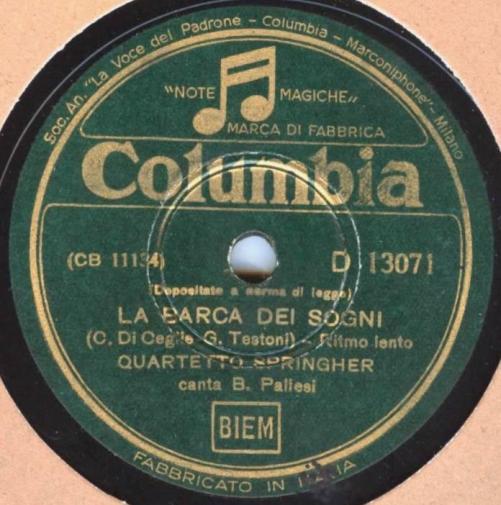 Soc. An. "La Voce del Padrone - Columbia - Marconiphone" - Milano
"NOTE MAGICHE"
MARCA DI FABBRICA
Columbia
(CB 11134) D 13071
(Depositate a norma di legge)
LA BARCA DEI SOGNI
(C. Di Ceglie - G. Testoni) - Ritmo lento
QUARTETTO SPRINGHER
canta B. Pallesi
BIEM
FABBRICATO IN ITALIA